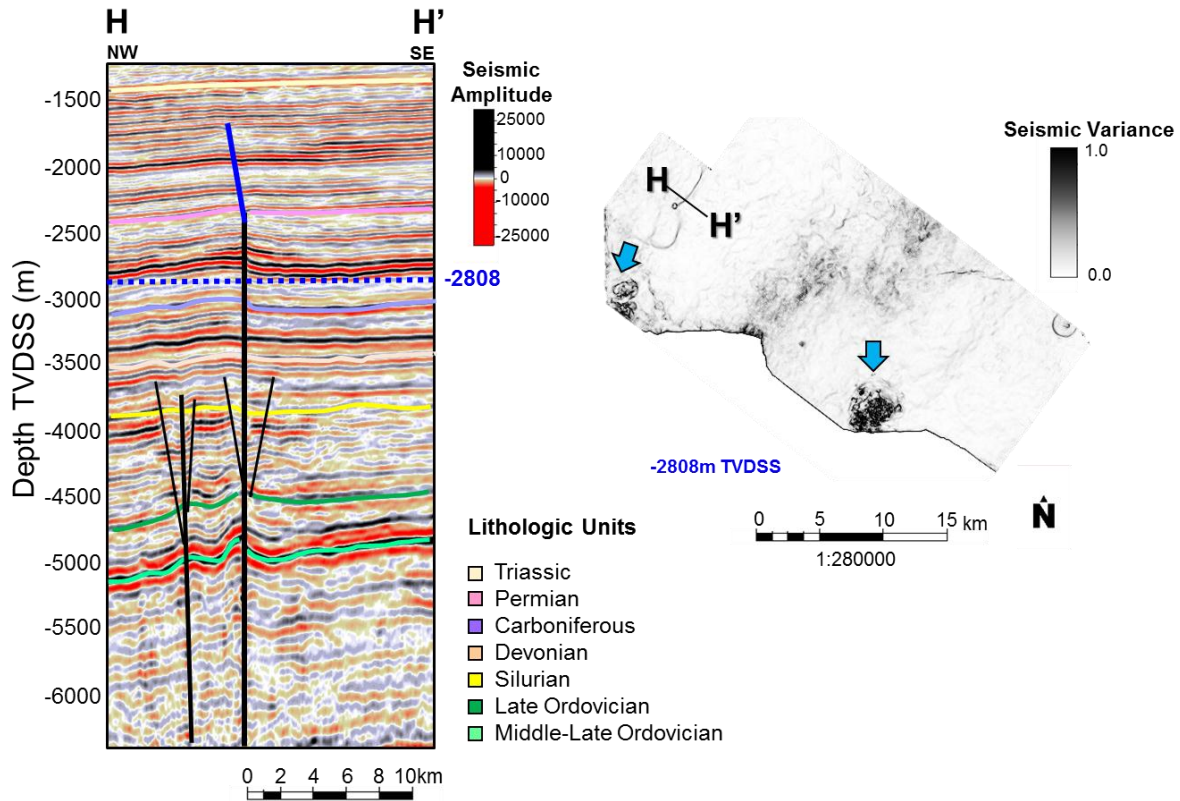 H H’
NW SE
Depth TVDSS (m)
-1500
-2000
-2500
-3000
-3500
-4000
-4500
-5000
-5500
-6000
0 2 4 6 8 10km
Seismic
Amplitude
25000
10000
0
-10000
-25000
-2808
Lithologic Units
Triassic
Permian
Carboniferous
Devonian
Silurian
Late Ordovician
Middle-Late Ordovician
Seismic Variance
1.0
0.0
H
H’
-2808m TVDSS
0 5 10 15 km
1:280000
N